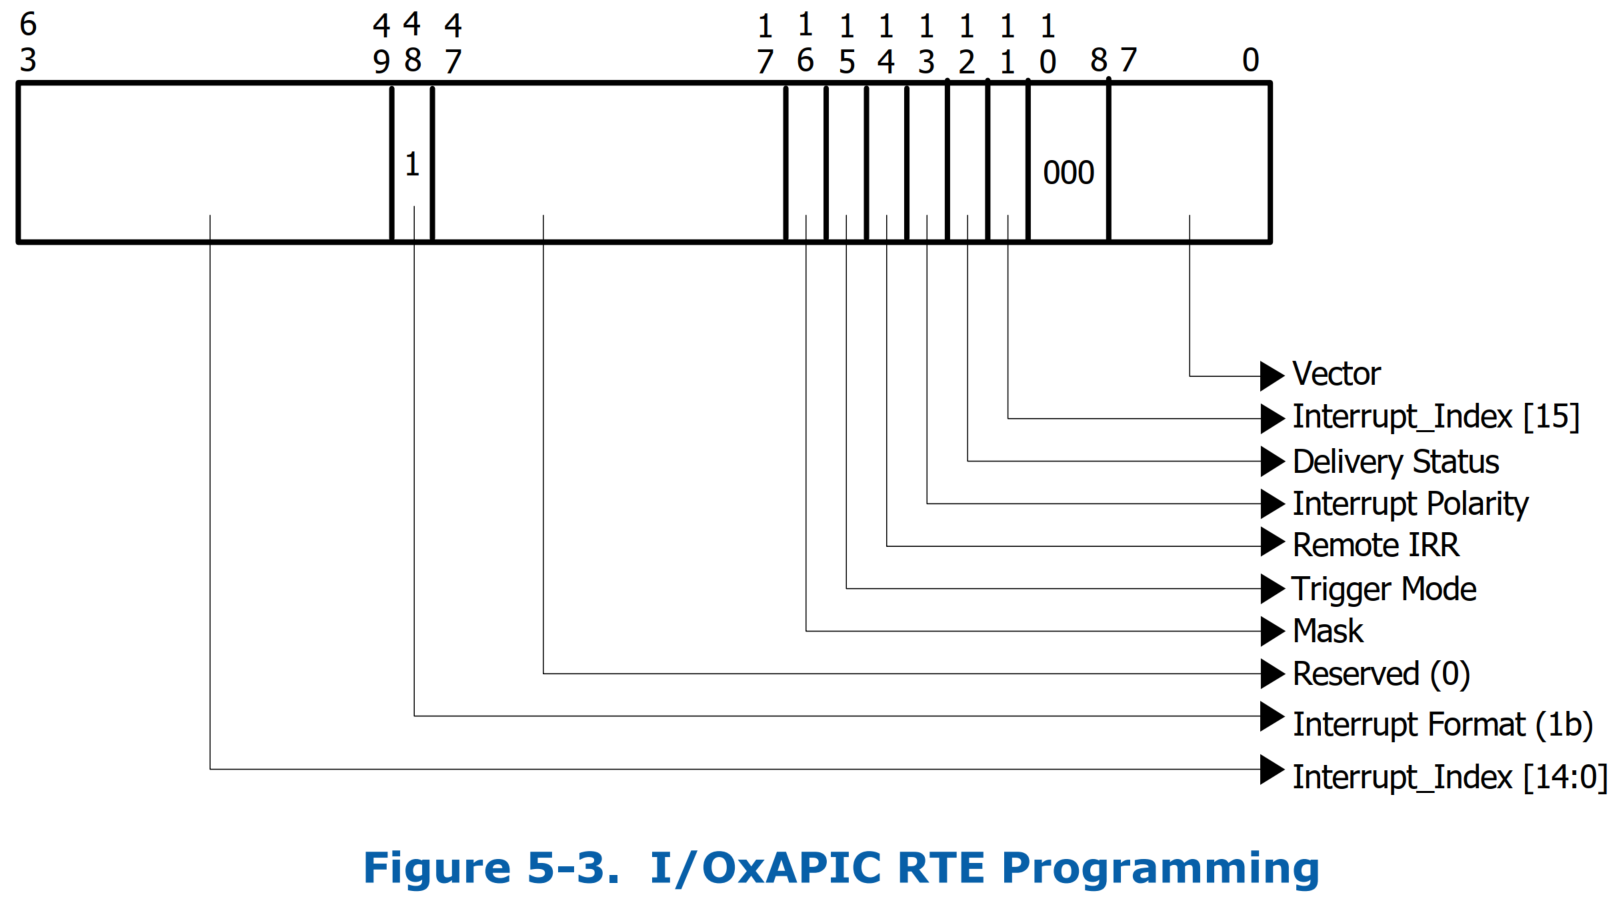 6 4 4 4 1 1 1 1 1 1 1 1
3 9 8 7 7 6 5 4 3 2 1 0 8 7 0
1 000
Vector
Interrupt_Index [15]
Delivery Status
Interrupt Polarity
Remote IRR
Trigger Mode
Mask
Reserved (0)
Interrupt Format (1b)
Interrupt_Index [14:0]
Figure 5-3. I/OxAPIC RTE Programming